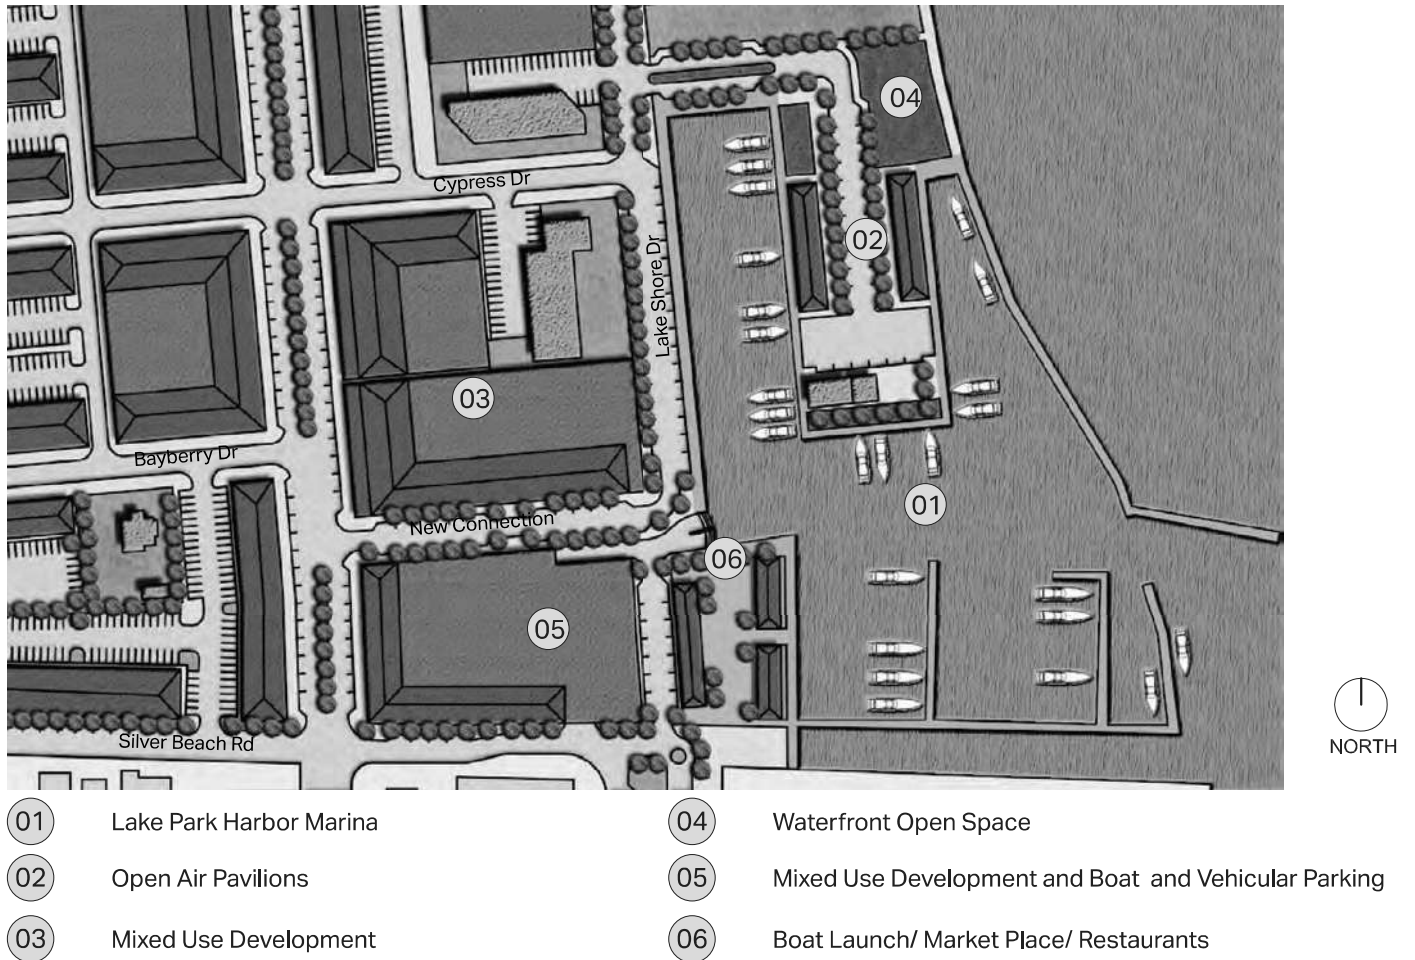 04
Cypress Dr
02
Lake Shore Dr
03
Bayberry Dr
01
New Connection
06
05
Silver Beach Rd
NORTH
01 Lake Park Harbor Marina
02 Open Air Pavilions
03 Mixed Use Development
04 Waterfront Open Space
05 Mixed Use Development and Boat and Vehicular Parking
06 Boat Launch/ Market Place/ Restaurants